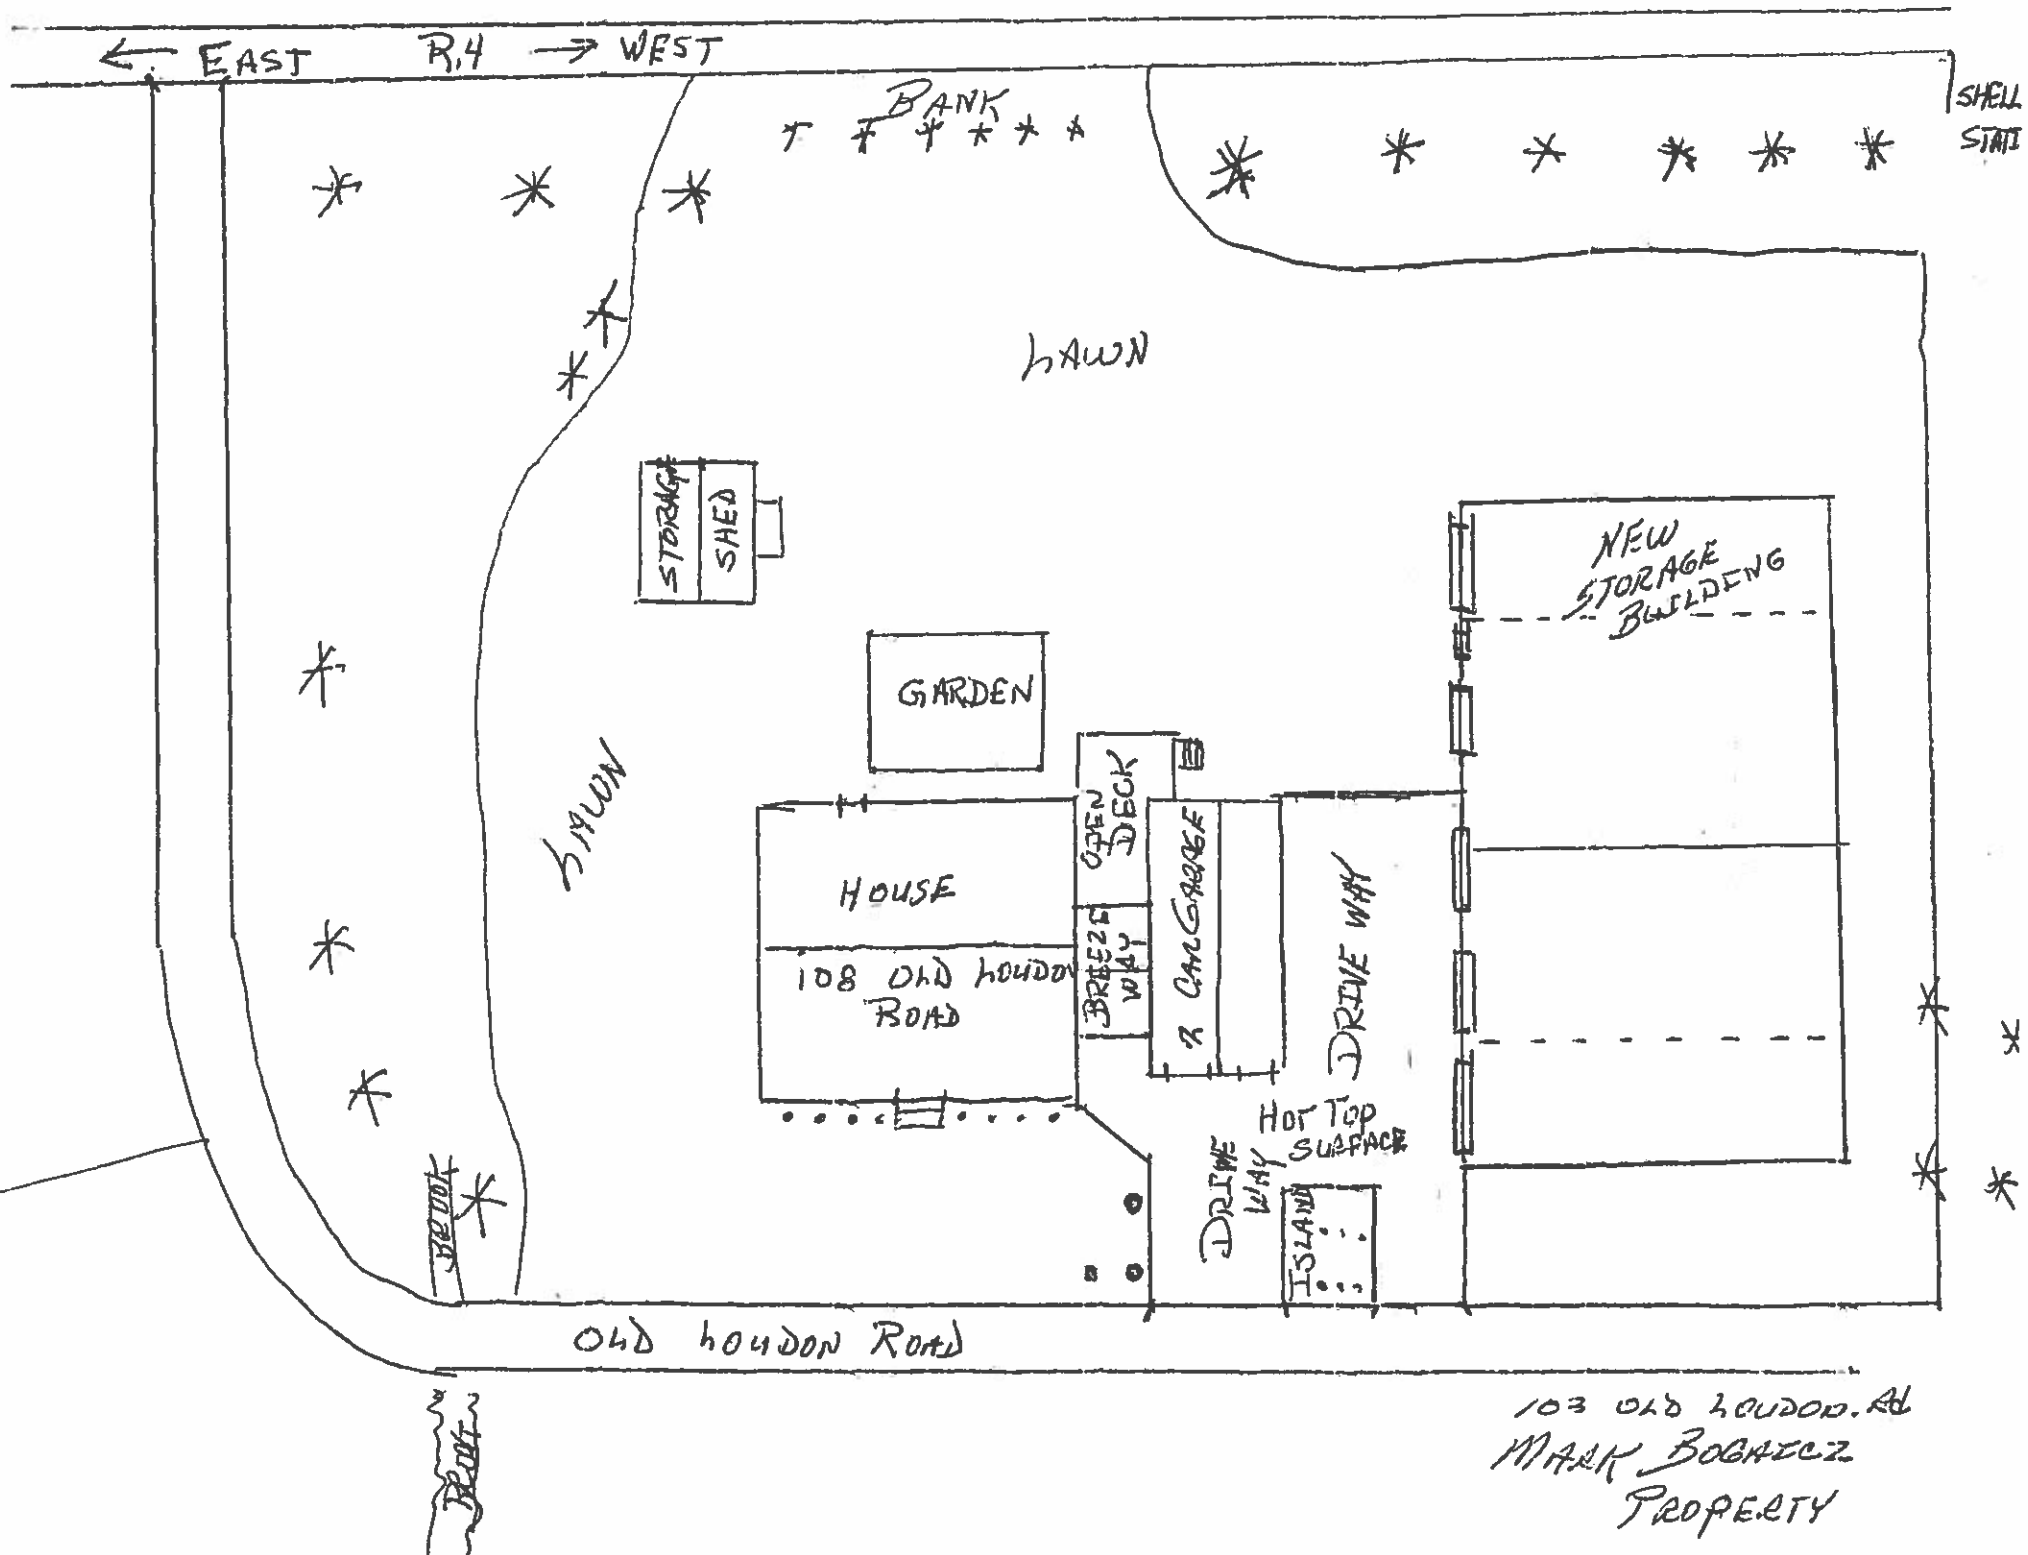 ← EAST R.4 → WEST
BANK
SHELL
STATI
LAWN
STORAGE
SHED
NEW
STORAGE
BUILDING
GARDEN
LAWN
OPEN
DECK
HOUSE
108 OLD LOUDON
ROAD
BREEZE
WAY
2 CAR GARAGE
DRIVE WAY
HOT TOP
SURFACE
DRIVE
WAY
ISLAND
BROOK
OLD LOUDON ROAD
103 OLD LOUDON. Rd
MARK
PROPERTY